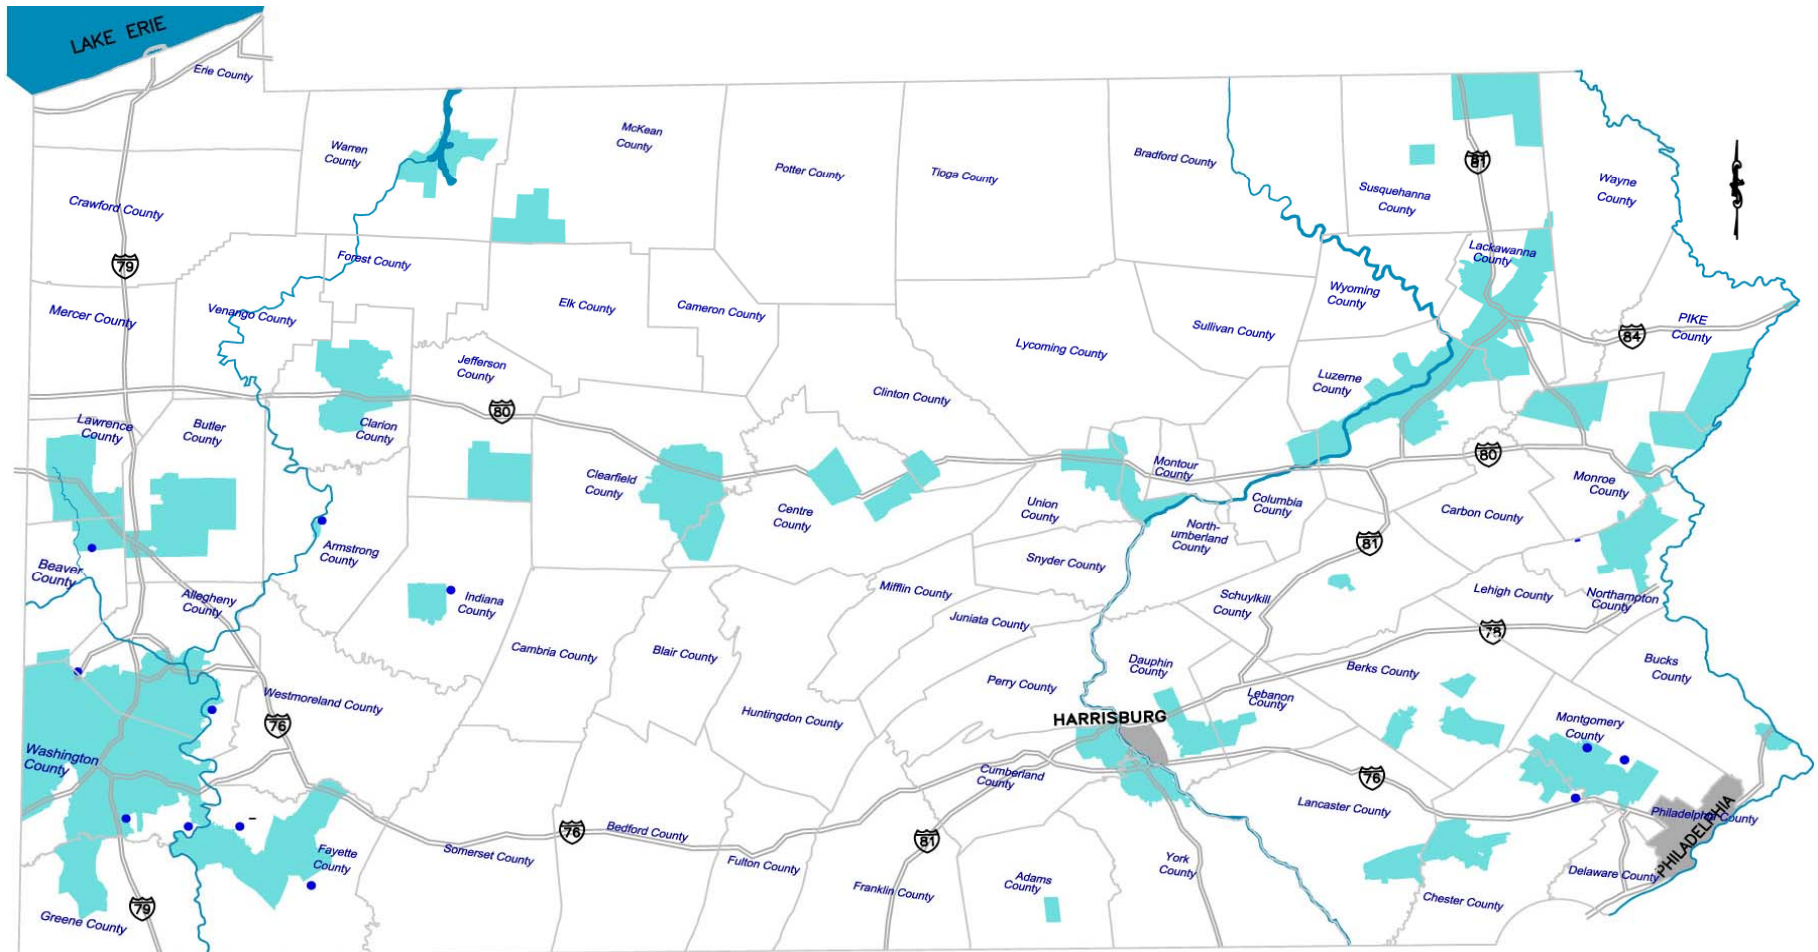 LAKE ERIE
Erie County
Warren
County
McKean
County
Potter County
Tioga County
Bradford County
81
Susquehanna
County
Wayne
County
Crawford County
79
Forest County
Lackawanna
County
Mercer County
Venango County
Elk County
Cameron County
Wyoming
County
Sullivan County
PIKE
County
84
Lycoming County
Jefferson
County
Luzerne
County
Clinton County
80
Lawrence
County
Butler
County
Clarion
County
80
Clearfield
County
Montour
County
Monroe
County
Centre
County
Union
County
Columbia
County
Carbon County
North-
umberland
County
81
Armstrong
County
Snyder County
Beaver
County
Allegheny
County
Indiana
County
Mifflin County
Schuylkill
County
Lehigh County
Northampton
County
Juniata County
78
Cambria County
Blair County
Dauphin
County
Berks County
Bucks
County
Westmoreland County
Perry County
Lebanon
County
76
Huntingdon County
HARRISBURG
Montgomery
County
Washington
County
Cumberland
County
76
Lancaster County
Philadelphia County
PHILADELPHIA
76
Bedford County
81
Somerset County
Fayette
County
Fulton County
York
County
Delaware County
Franklin County
Adams
County
Chester County
79
Greene County